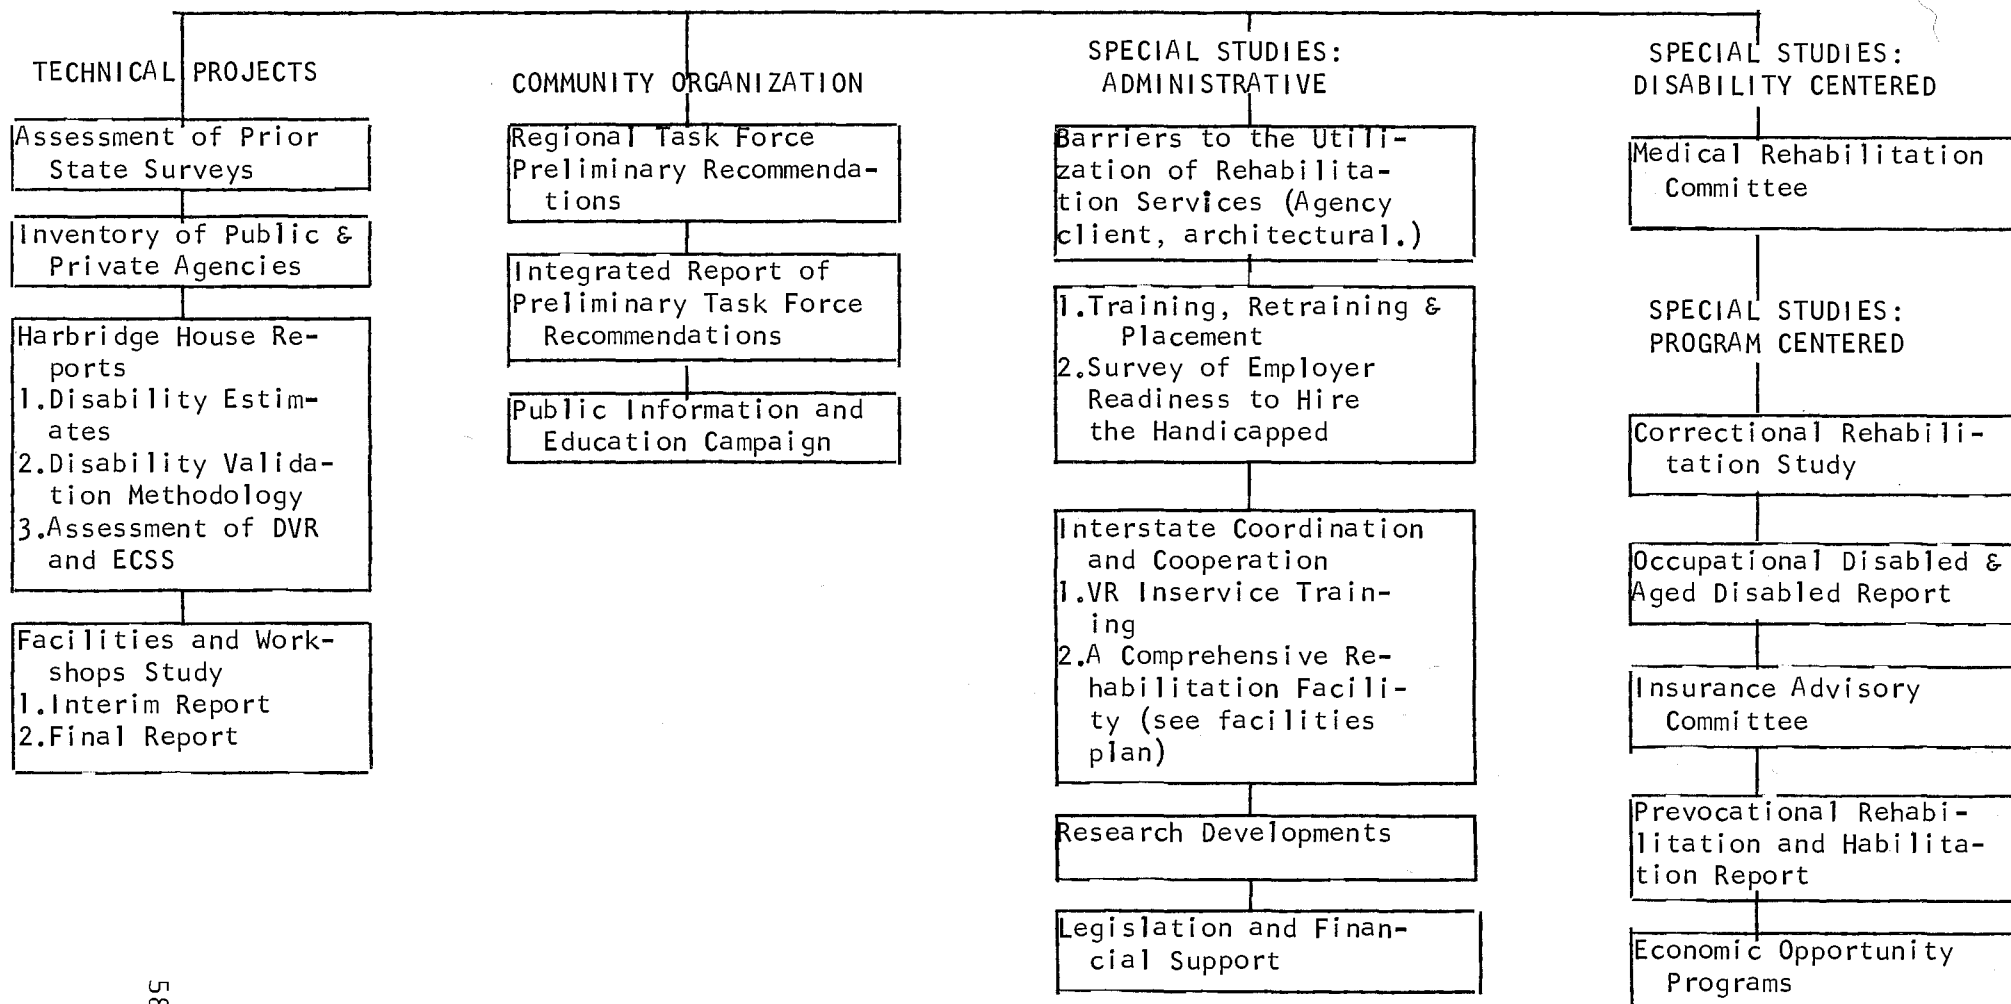 TECHNICAL PROJECTS
Assessment of Prior
State Surveys
Inventory of Public &
Private Agencies
Harbridge House Re-
ports
1.Disability Estim-
ates
2.Disability Valida-
tion Methodology
3.Assessment of DVR
and ECSS
Facilities and Work-
shops Study
1.Interim Report
2.Final Report
COMMUNITY ORGANIZATION
Regional Task Force
Preliminary Recommenda-
tions
Integrated Report of
Preliminary Task Force
Recommendations
Public Information and
Education Campaign
SPECIAL STUDIES:
ADMINISTRATIVE
Barriers to the Utili-
zation of Rehabilita-
tion Services (Agency
client, architectural.)
1.Training, Retraining &
Placement
2.Survey of Employer
Readiness to Hire
the Handicapped
Interstate Coordination
and Cooperation
1.VR Inservice Train-
ing
2.A Comprehensive Re-
habilitation Facili-
ty (see facilities
plan)
Research Developments
Legislation and Finan-
cial Support
SPECIAL STUDIES:
DISABILITY CENTERED
Medical Rehabilitation
Committee
SPECIAL STUDIES:
PROGRAM CENTERED
Correctional Rehabili-
tation Study
Occupational Disabled &
Aged Disabled Report
Insurance Advisory
Committee
Prevocational Rehabi-
litation and Habilita-
tion Report
Economic Opportunity
Programs
58